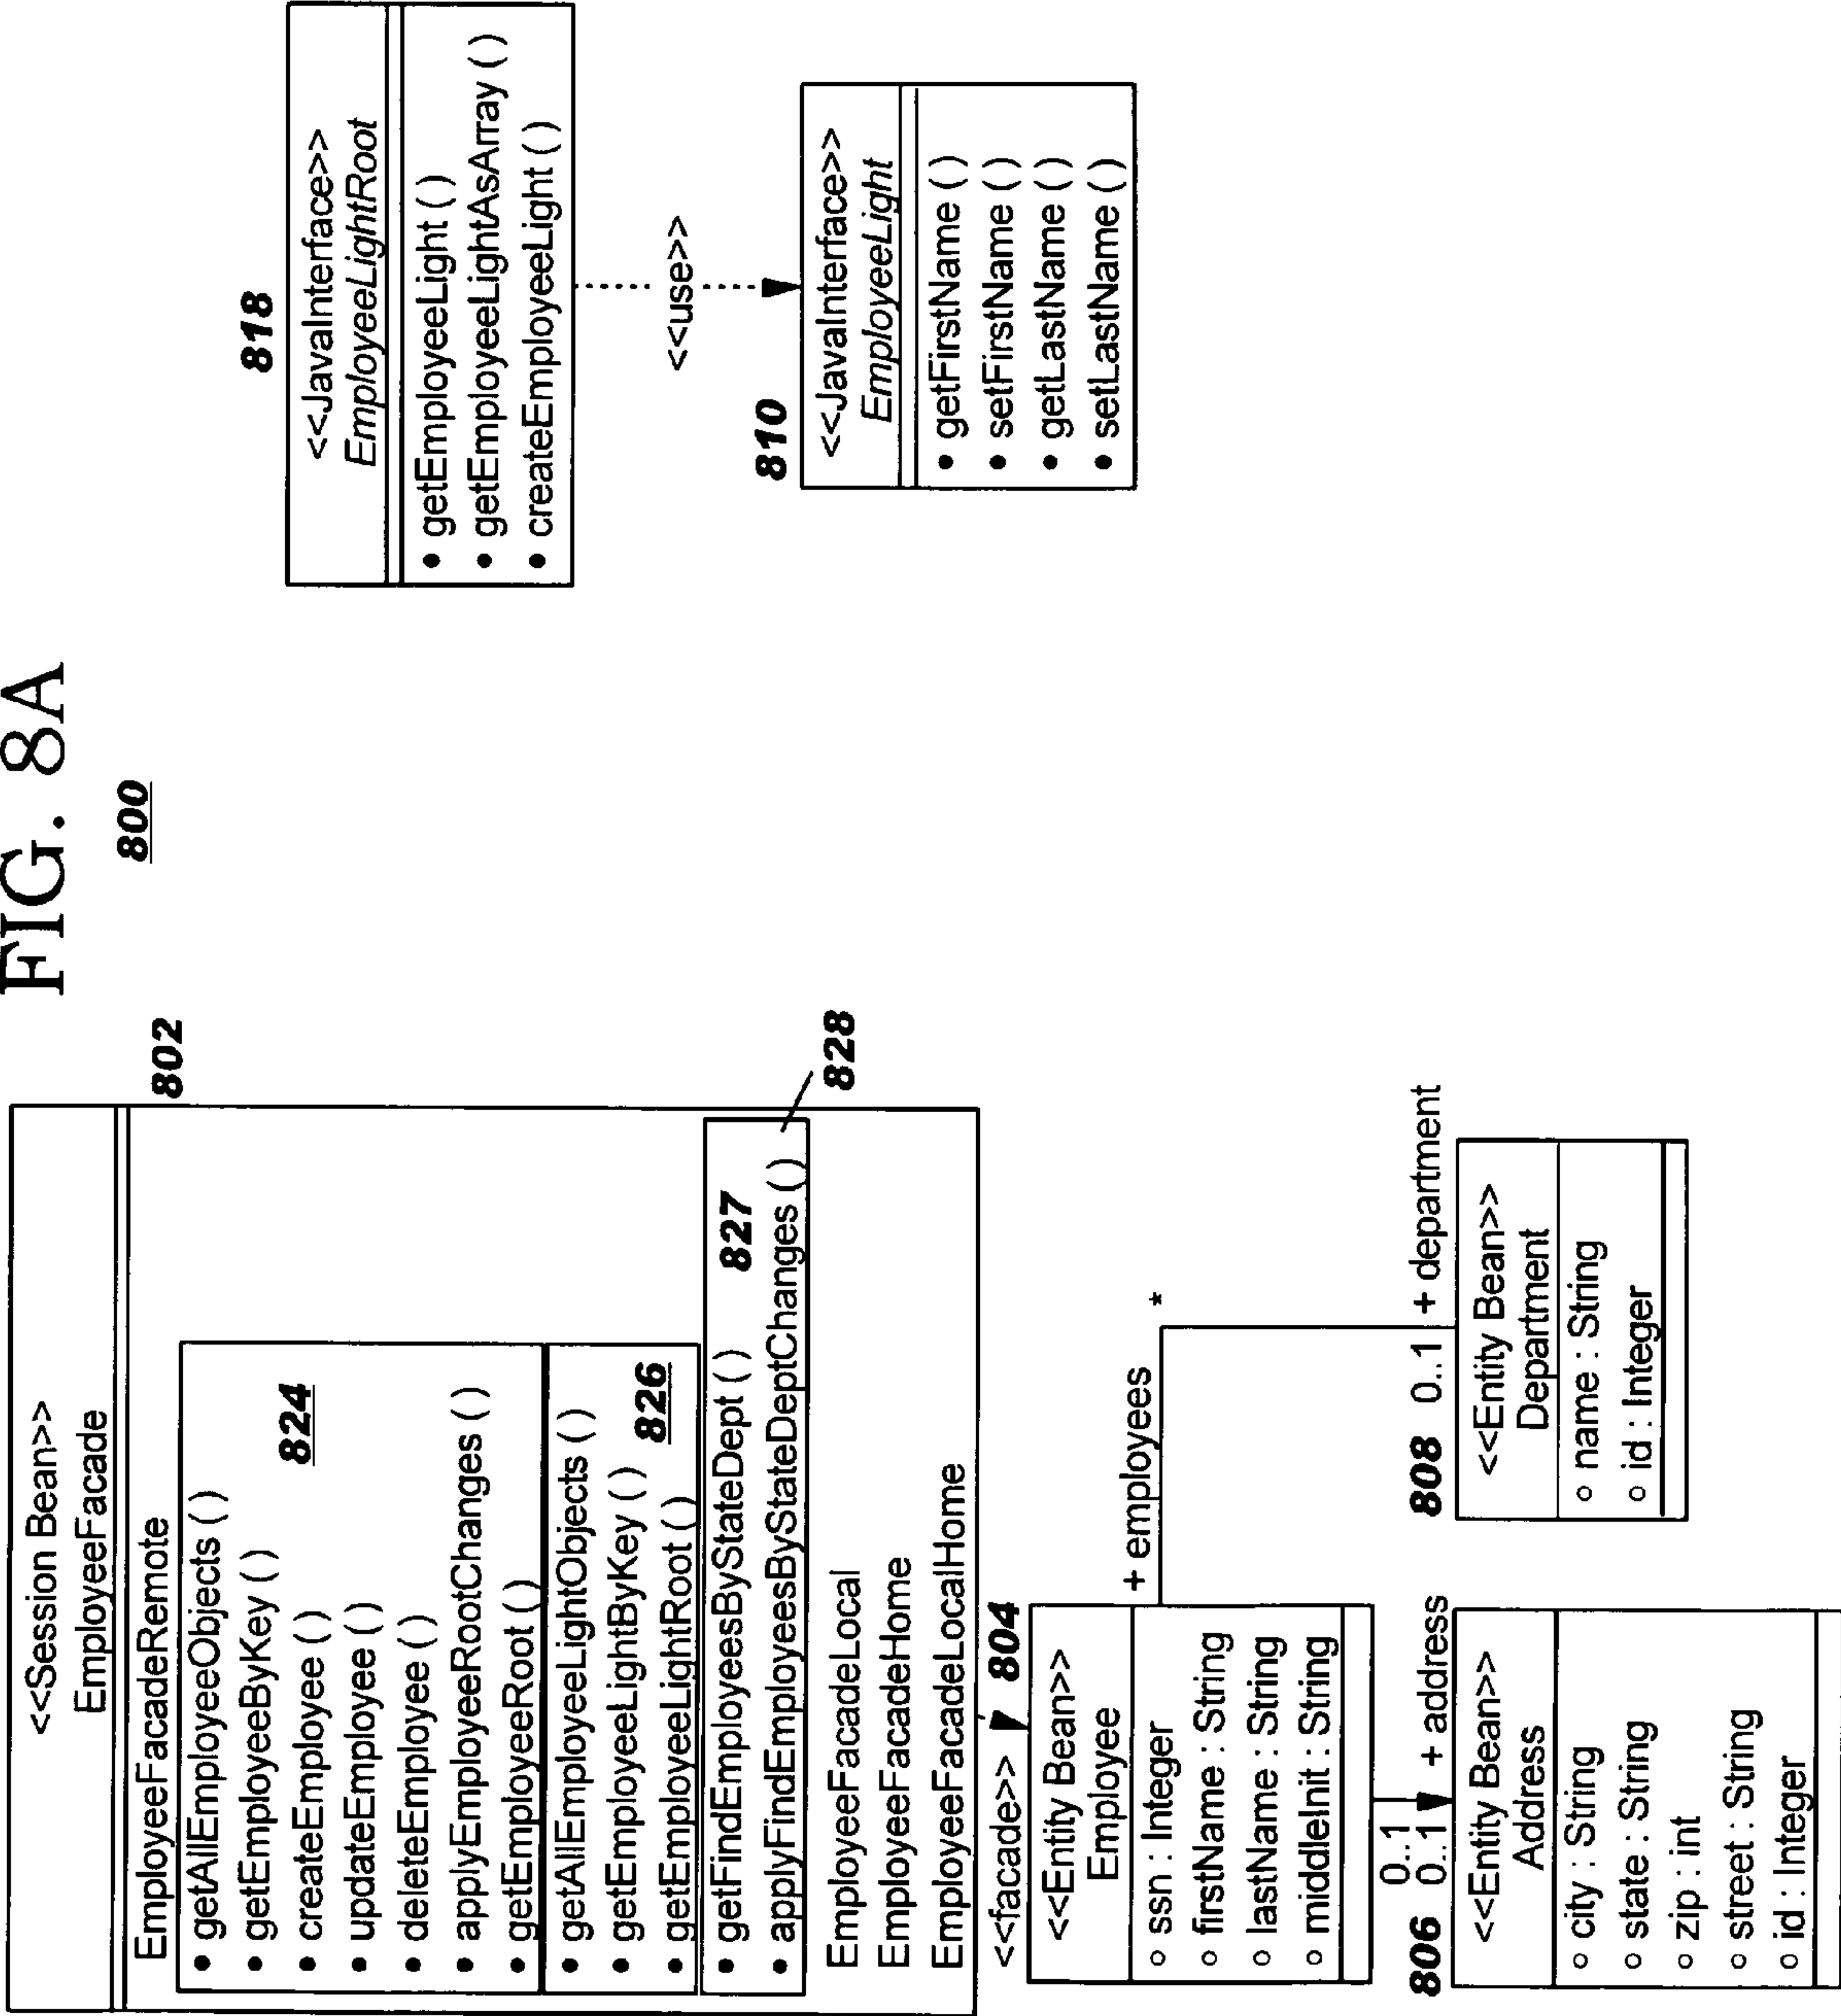 FIG. 8A
800
<<Session Bean>>
EmployeeFacade
802
EmployeeFacadeRemote
• getAllEmployeeObjects ( )
• getEmployeeByKey ( )
824
• createEmployee ( )
• updateEmployee ( )
• deleteEmployee ( )
• applyEmployeeRootChanges ( )
• getEmployeeRoot ( )
• getAllEmployeeLightObjects ( )
• getEmployeeLightByKey ( )
826
• getEmployeeLightRoot ( )
• getFindEmployeesByStateDept ( )
827
• applyFindEmployeesByStateDeptChanges ( )
828
EmployeeFacadeLocal
EmployeeFacadeHome
EmployeeFacadeLocalHome
<<facade>>
804
<<Entity Bean>>
Employee
○ ssn : Integer
○ firstName : String
○ lastName : String
○ middleInit : String
+ employees
*
0..1
806 0..1 + address
<<Entity Bean>>
Address
○ city : String
○ state : String
○ zip : int
○ street : String
○ id : Integer
808 0..1 + department
<<Entity Bean>>
Department
○ name : String
○ id : Integer
818
<<JavaInterface>>
EmployeeLightRoot
• getEmployeeLight ( )
• getEmployeeLightAsArray ( )
• createEmployeeLight ( )
<<use>>
810
<<JavaInterface>>
EmployeeLight
• getFirstName ( )
• setFirstName ( )
• getLastName ( )
• setLastName ( )